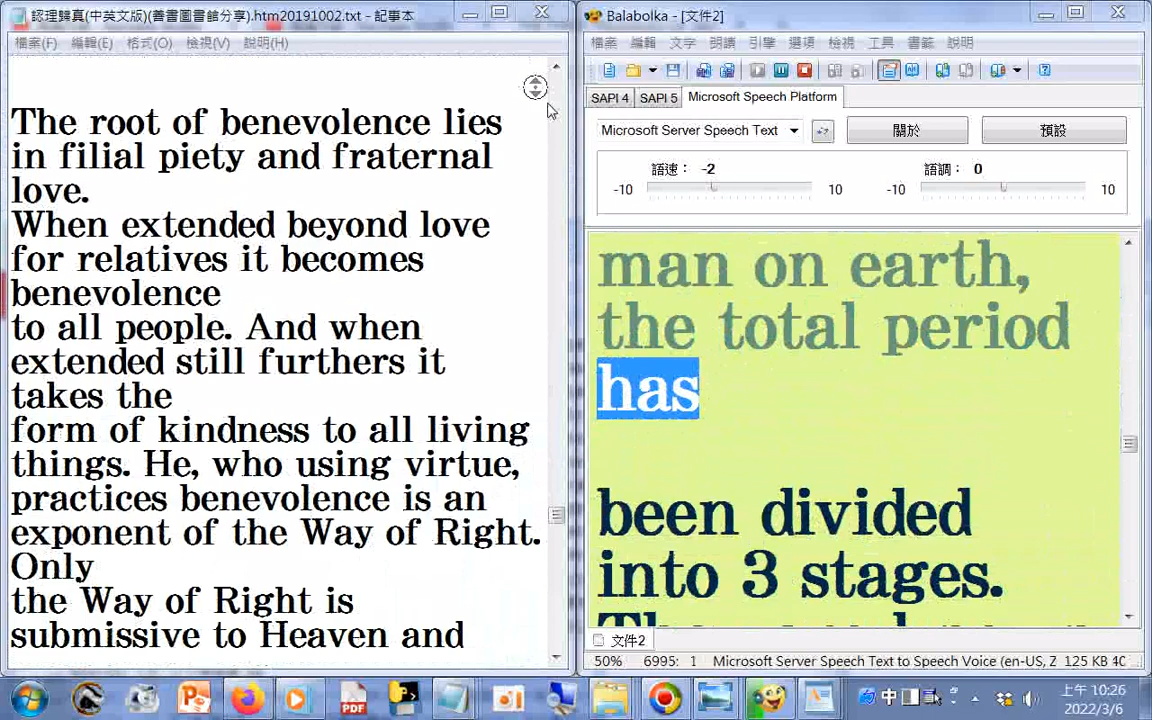 認理歸真(中英文版)(善書圖書館分享).htm20191002.txt - 記事本
檔案(F) 編輯(E) 格式(O) 檢視(V) 說明(H)
The root of benevolence lies
in filial piety and fraternal
love.
When extended beyond love
for relatives it becomes
benevolence
to all people. And when
extended still furthers it
takes the
form of kindness to all living
things. He, who using virtue,
practices benevolence is an
exponent of the Way of Right.
Only
the Way of Right is
submissive to Heaven and
Balabolka - [文件2]
檔案 編輯 文字 朗讀 引擎 選項 檢視 工具 書籤 說明
SAPI 4 SAPI 5 Microsoft Speech Platform
Microsoft Server Speech Text
關於
預設
語速： -2
語調： 0
-10 10 -10 10
man on earth,
the total period
has
been divided
into 3 stages.
文件2
50% 6995: 1 Microsoft Server Speech Text to Speech Voice (en-US, Z 125 KB
PDF
中
上午 10:26
2022/3/6